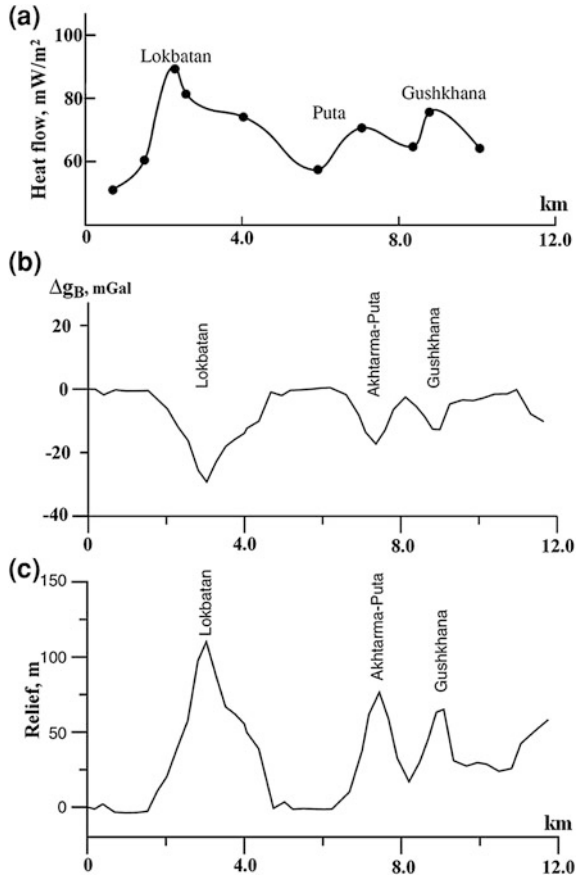 (a)
Heat flow, mW/m²
100
80
60
Lokbatan
Puta
Gushkhana
km
0
4.0
8.0
12.0
(b)
Δg_B, mGal
20
0
-20
-40
Lokbatan
Akhtarma-Puta
Gushkhana
0
4.0
8.0
12.0
(c)
Relief, m
150
100
50
0
Lokbatan
Akhtarma-Puta
Gushkhana
km
0
4.0
8.0
12.0